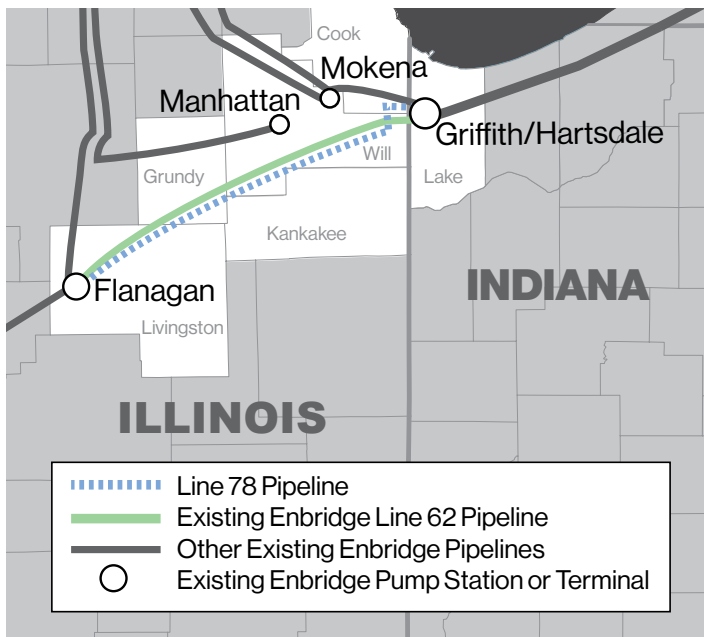 Cook
Mokena
Manhattan
Griffith/Hartsdale
Will
Grundy
Lake
Kankakee
Flanagan
INDIANA
Livingston
ILLINOIS
Line 78 Pipeline
Existing Enbridge Line 62 Pipeline
Other Existing Enbridge Pipelines
Existing Enbridge Pump Station or Terminal